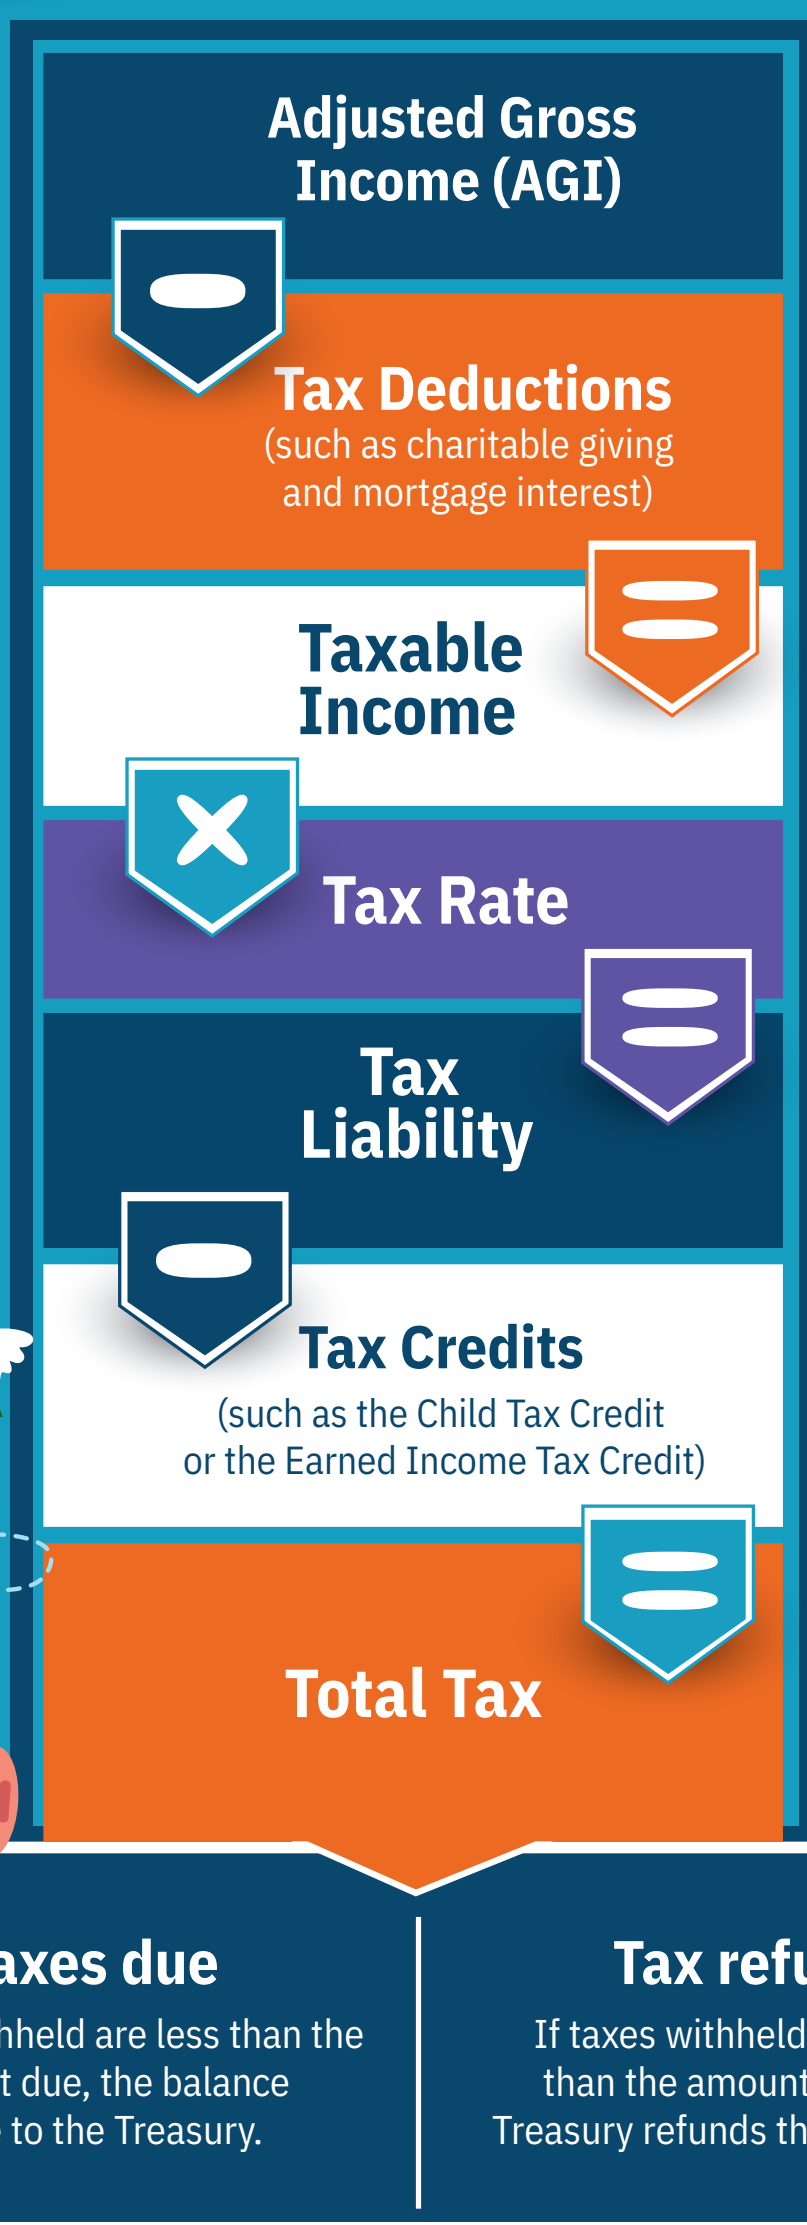 Adjusted Gross
Income (AGI)
Tax Deductions
(such as charitable giving
and mortgage interest)
Taxable
Income
Tax Rate
Tax
Liability
Tax Credits
(such as the Child Tax Credit
or the Earned Income Tax Credit)
Total Tax
axes due
hheld are less than the
t due, the balance
to the Treasury.
Tax refu
If taxes withheld
than the amount
Treasury refunds th